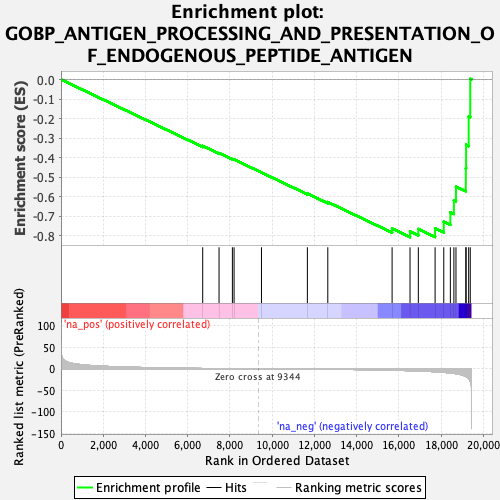 Enrichment plot:
GOBP_ANTIGEN_PROCESSING_AND_PRESENTATION_O
F_ENDOGENOUS_PEPTIDE_ANTIGEN
Enrichment score (ES)
0.0
-0.1
-0.2
-0.3
-0.4
-0.5
-0.6
-0.7
-0.8
'na_pos' (positively correlated)
Ranked list metric (PreRanked)
100
50
0
-50
-100
-150
Zero cross at 9344
'na_neg' (negatively correlated)
0 2,000 4,000 6,000 8,000 10,000 12,000 14,000 16,000 18,000 20,000
Rank in Ordered Dataset
Enrichment profile Hits Ranking metric scores